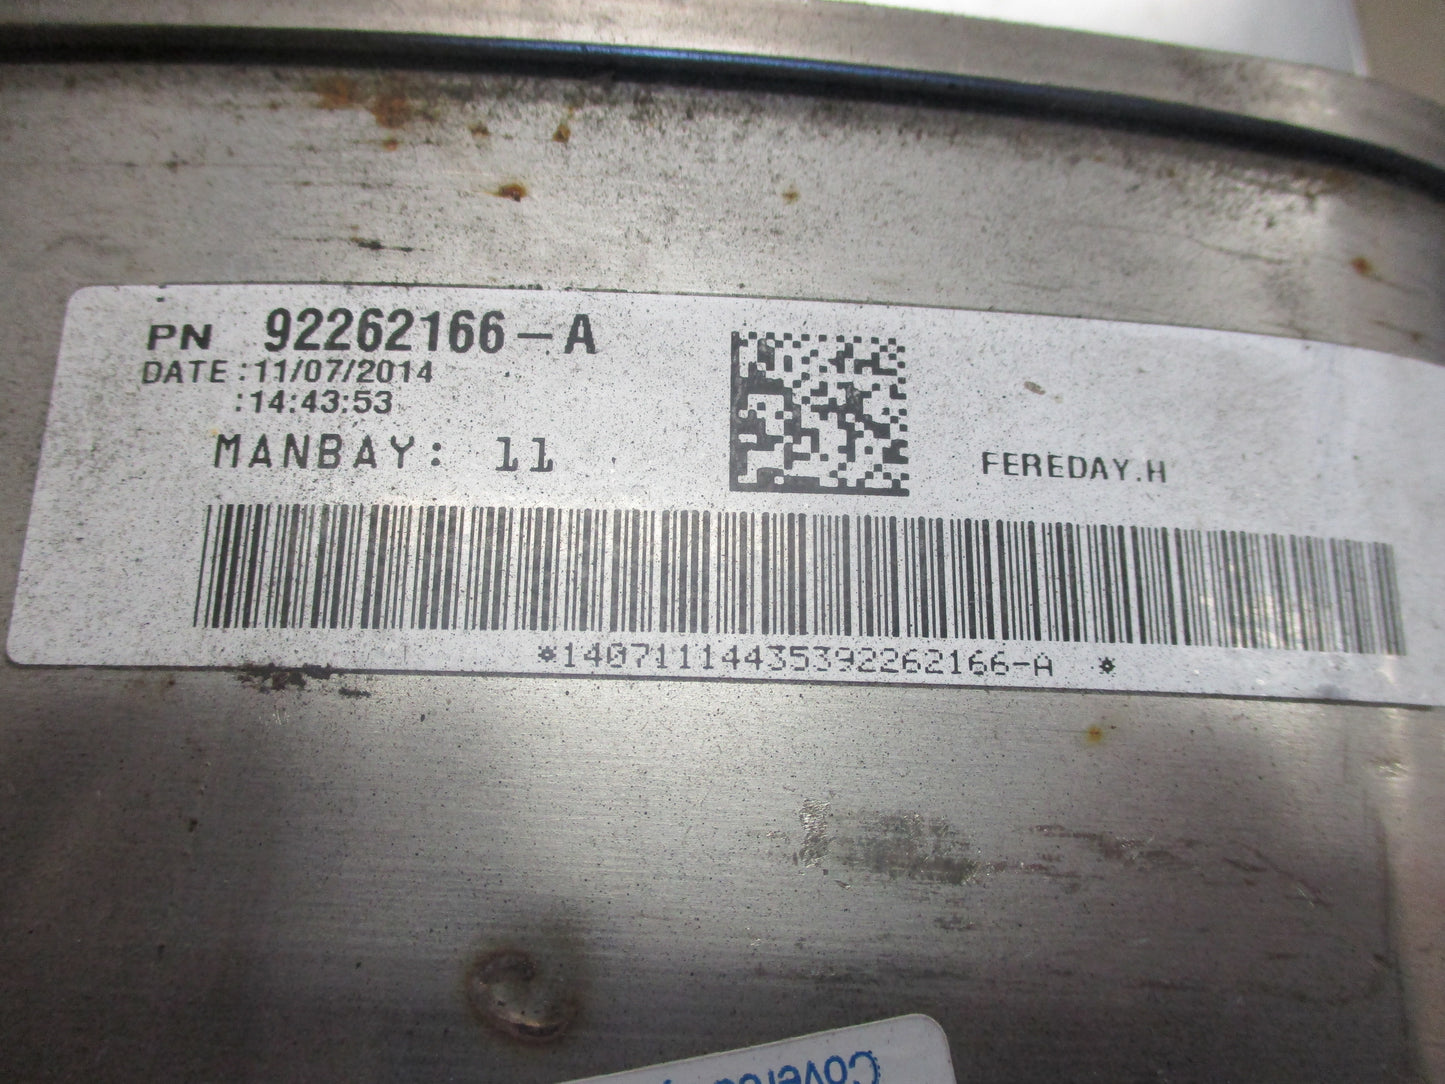 PN 92262166-A
DATE :11/07/2014
:14:43:53
MANBAY: 11
FEREDAY.H
*14071114435392262166-A *